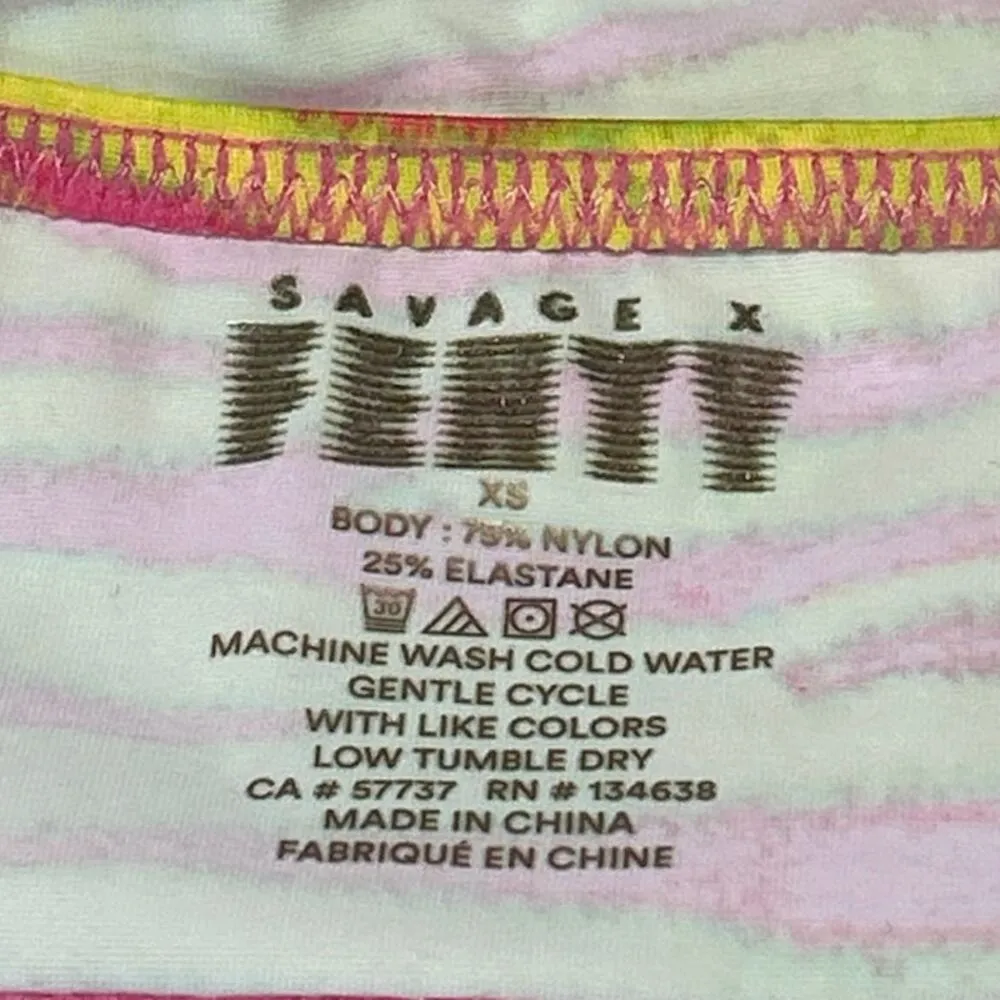 SAVAGE X
FENTY
XS
BODY : 75% NYLON
25% ELASTANE
30
MACHINE WASH COLD WATER
GENTLE CYCLE
WITH LIKE COLORS
LOW TUMBLE DRY
CA # 57737 RN # 134638
MADE IN CHINA
FABRIQUÉ EN CHINE